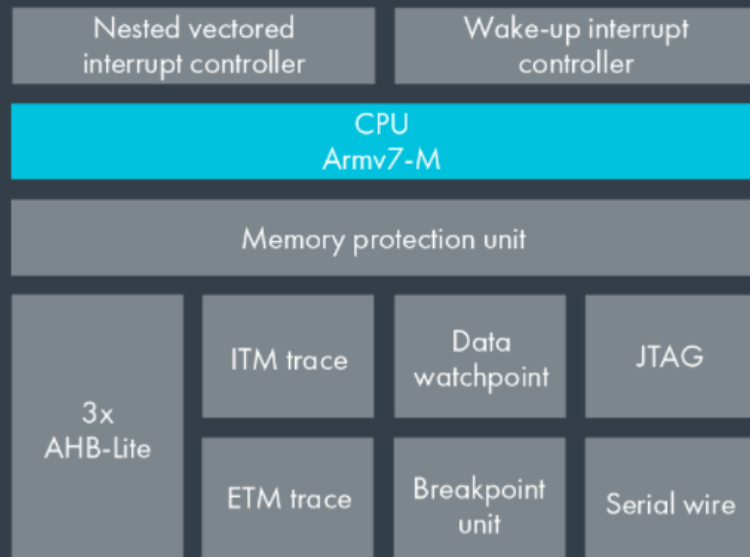 Nested vectored
interrupt controller
Wake-up interrupt
controller
CPU
Armv7-M
Memory protection unit
3x
AHB-Lite
ITM trace
Data
watchpoint
JTAG
ETM trace
Breakpoint
unit
Serial wire